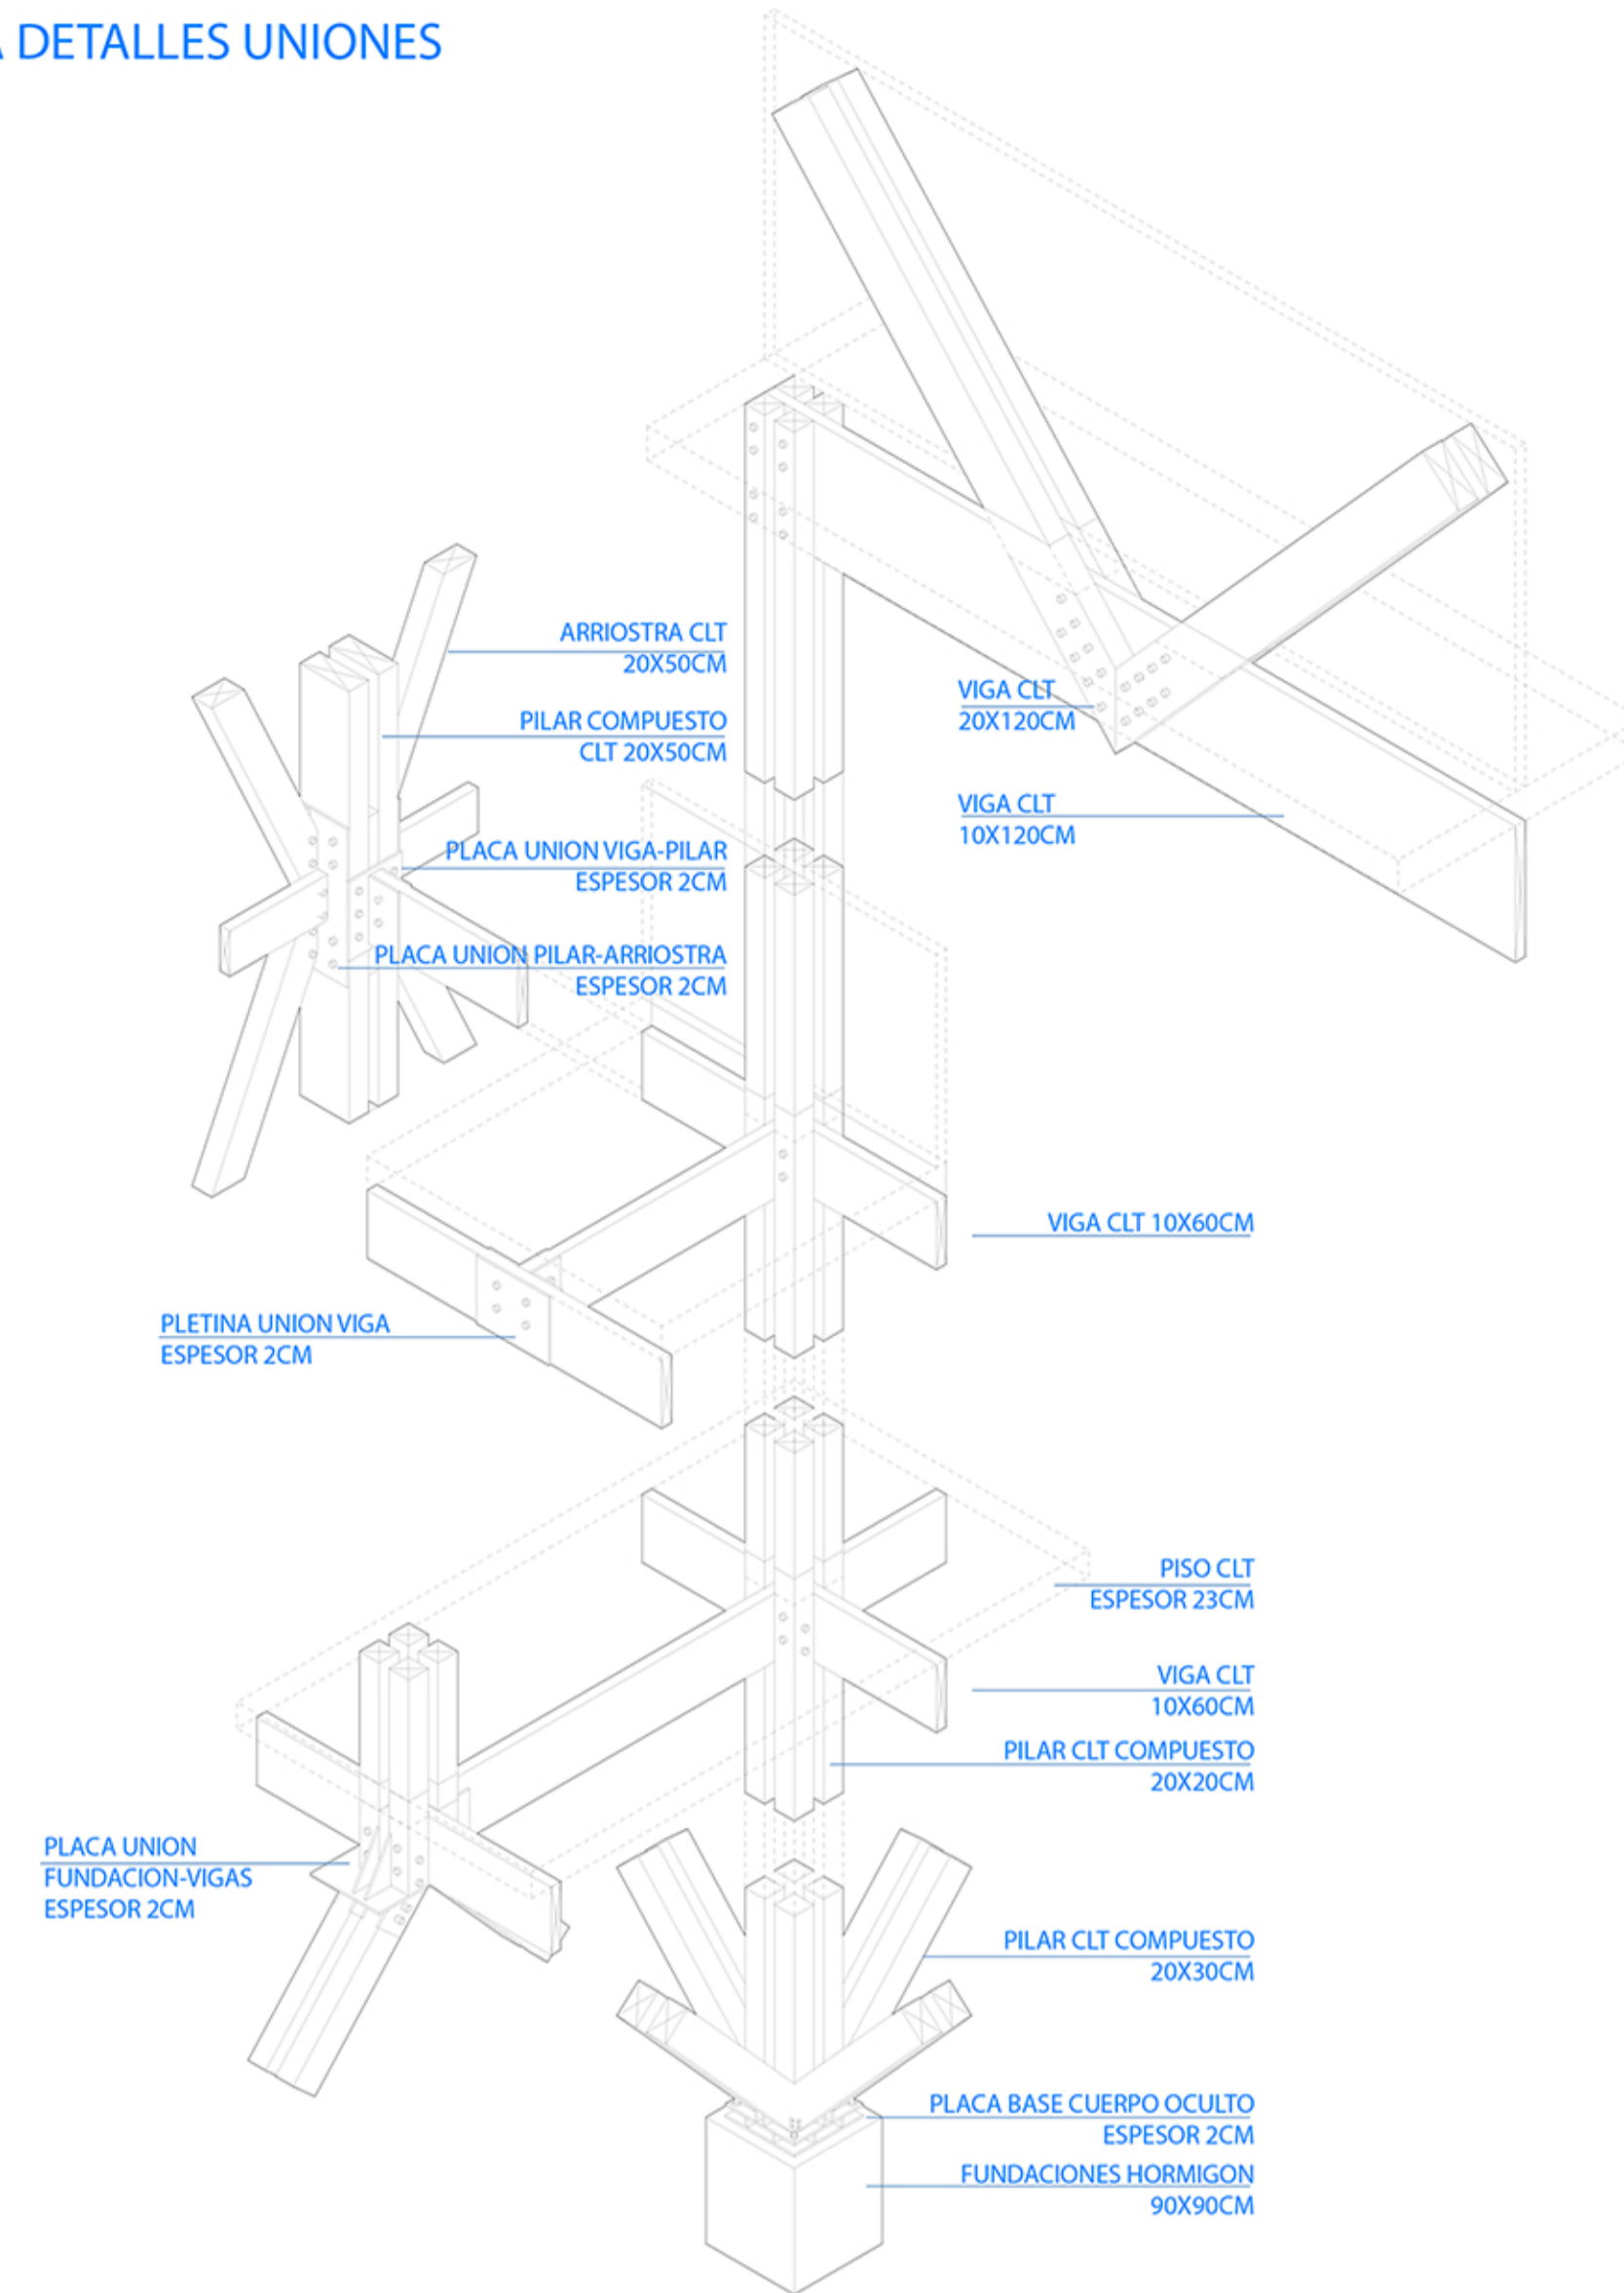 A DETALLES UNIONES
ARRIOSTRA CLT
20X50CM
PILAR COMPUESTO
CLT 20X50CM
PLACA UNION VIGA-PILAR
ESPESOR 2CM
PLACA UNION PILAR-ARRIOSTRA
ESPESOR 2CM
VIGA CLT
20X120CM
VIGA CLT
10X120CM
VIGA CLT 10X60CM
PLETINA UNION VIGA
ESPESOR 2CM
PISO CLT
ESPESOR 23CM
VIGA CLT
10X60CM
PILAR CLT COMPUESTO
20X20CM
PLACA UNION
FUNDACION-VIGAS
ESPESOR 2CM
PILAR CLT COMPUESTO
20X30CM
PLACA BASE CUERPO OCULTO
ESPESOR 2CM
FUNDACIONES HORMIGON
90X90CM